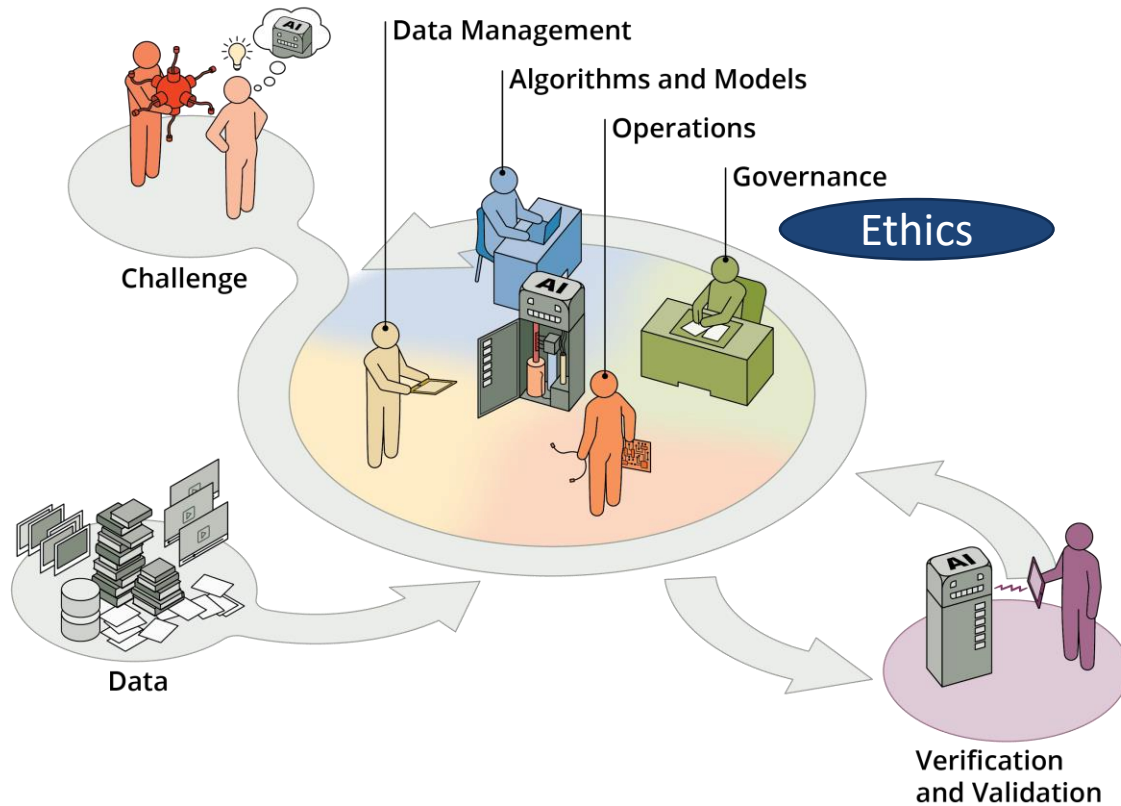 AI
Data Management
Algorithms and Models
Operations
Governance
Ethics
Challenge
AI
Data
AI
Verification
and Validation